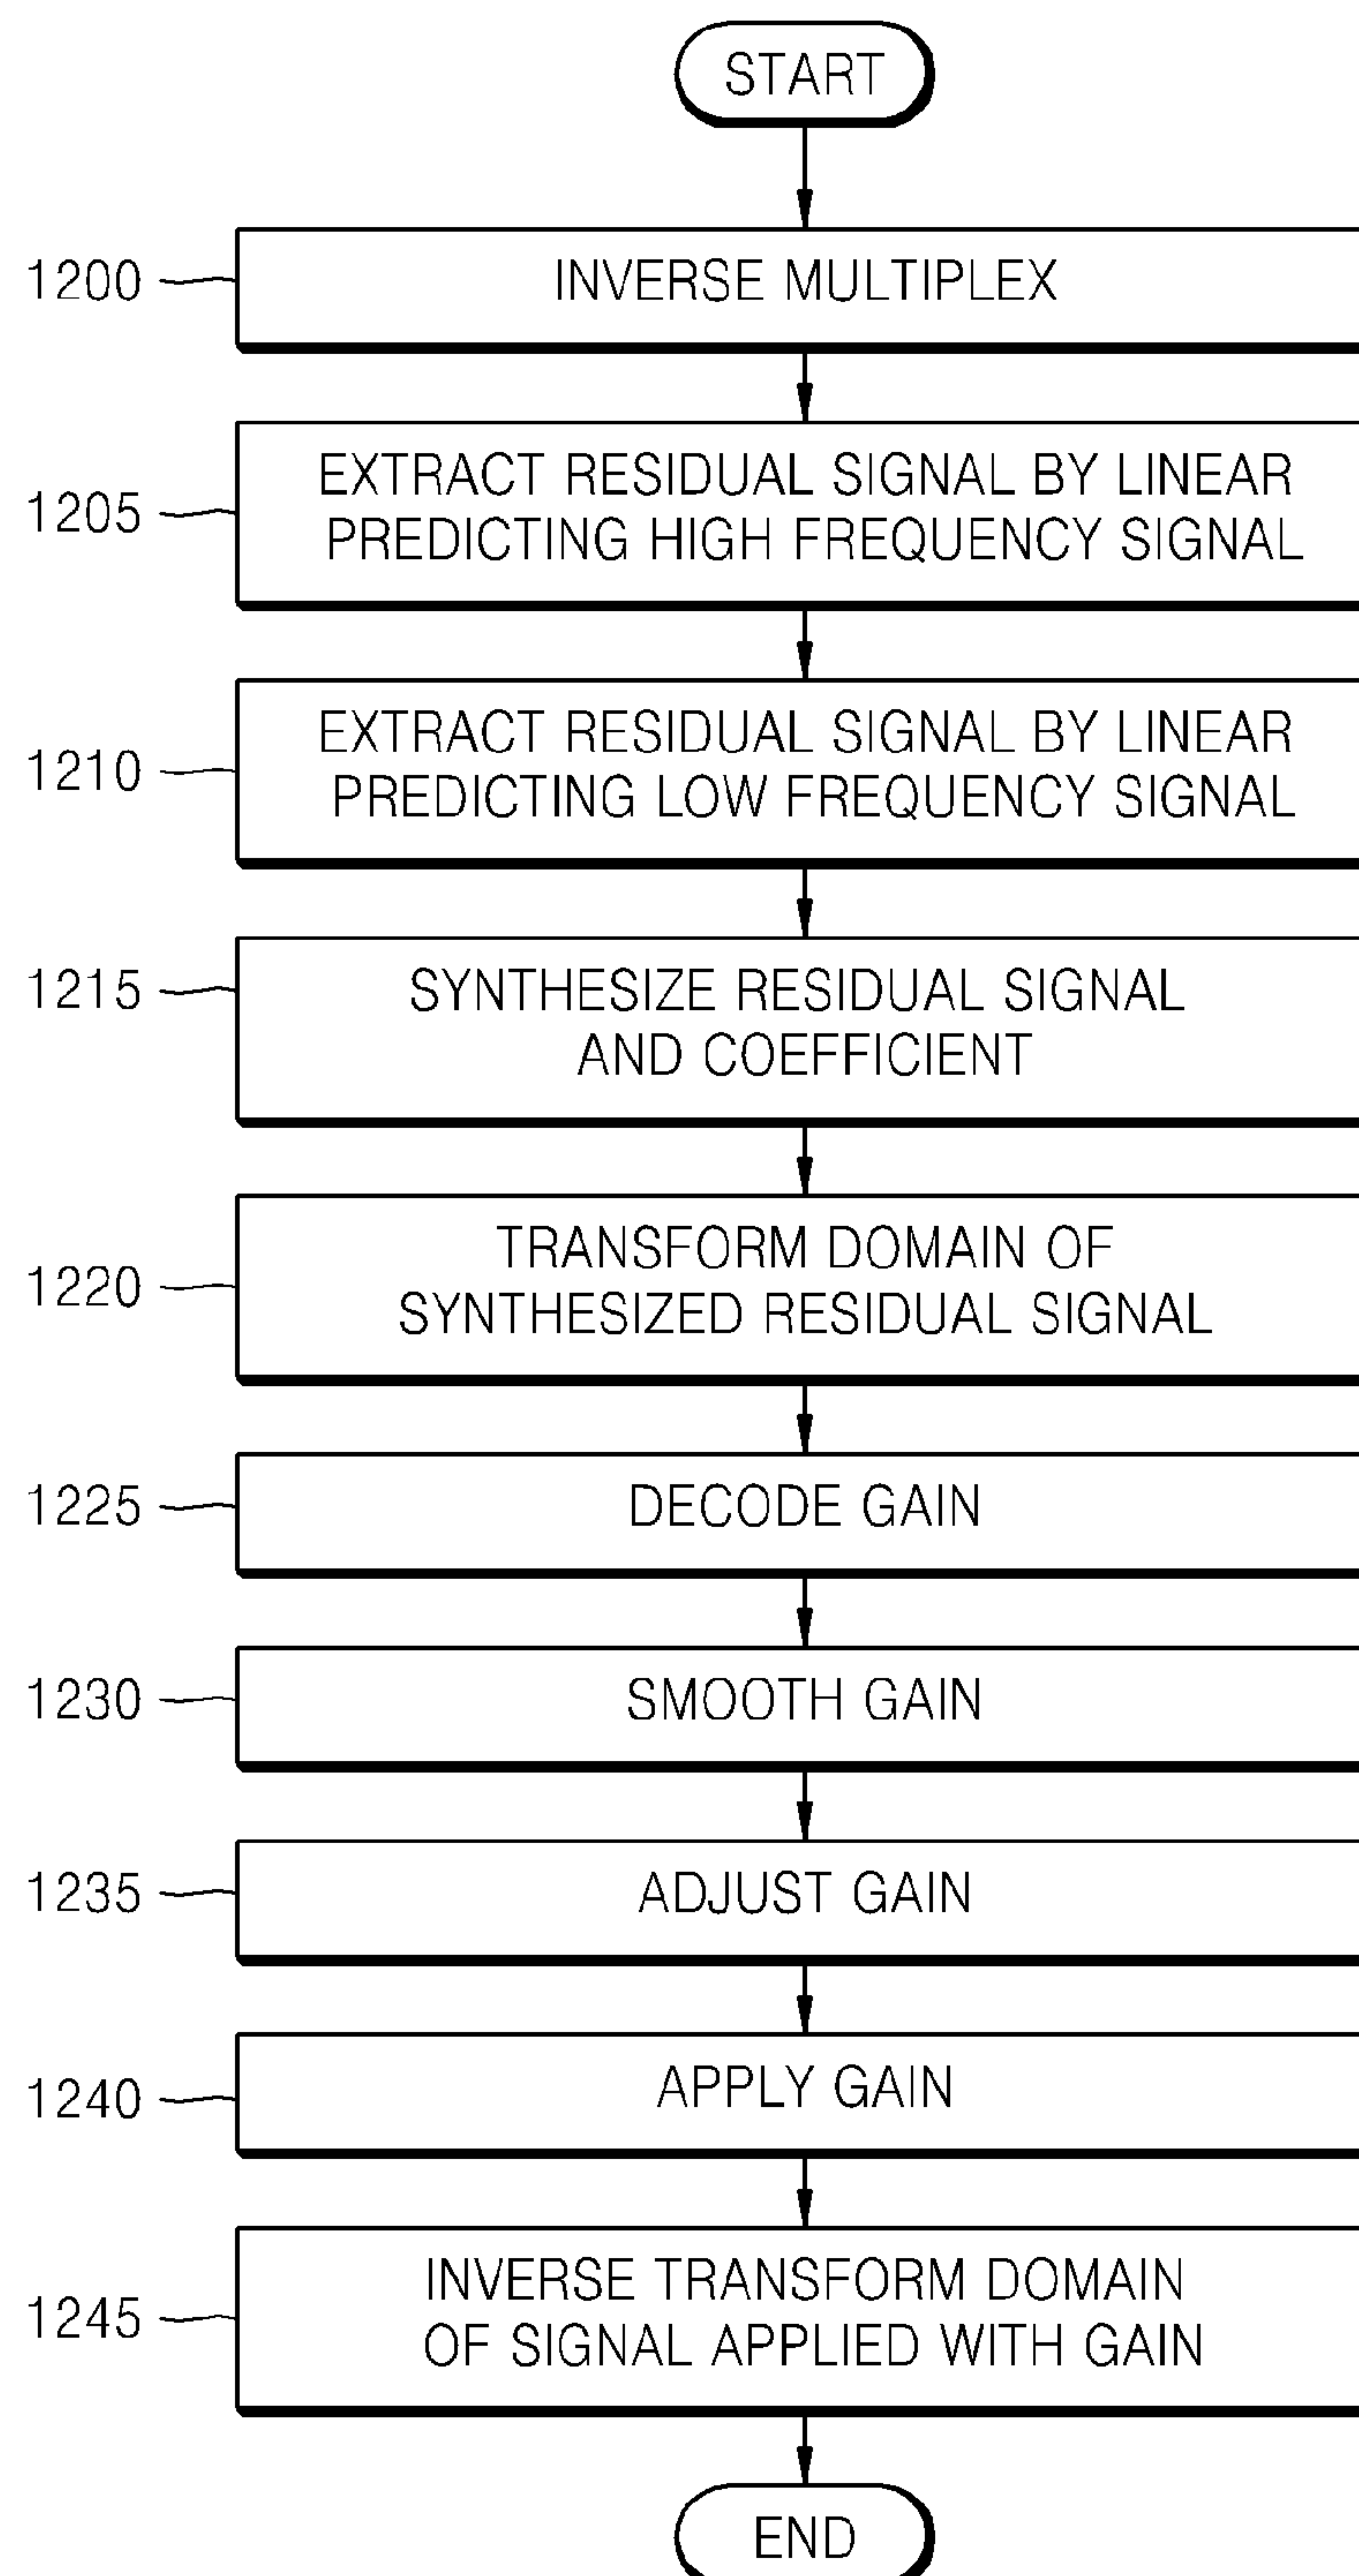 START
1200
INVERSE MULTIPLEX
1205
EXTRACT RESIDUAL SIGNAL BY LINEAR
PREDICTING HIGH FREQUENCY SIGNAL
1210
EXTRACT RESIDUAL SIGNAL BY LINEAR
PREDICTING LOW FREQUENCY SIGNAL
1215
SYNTHESIZE RESIDUAL SIGNAL
AND COEFFICIENT
1220
TRANSFORM DOMAIN OF
SYNTHESIZED RESIDUAL SIGNAL
1225
DECODE GAIN
1230
SMOOTH GAIN
1235
ADJUST GAIN
1240
APPLY GAIN
1245
INVERSE TRANSFORM DOMAIN
OF SIGNAL APPLIED WITH GAIN
END